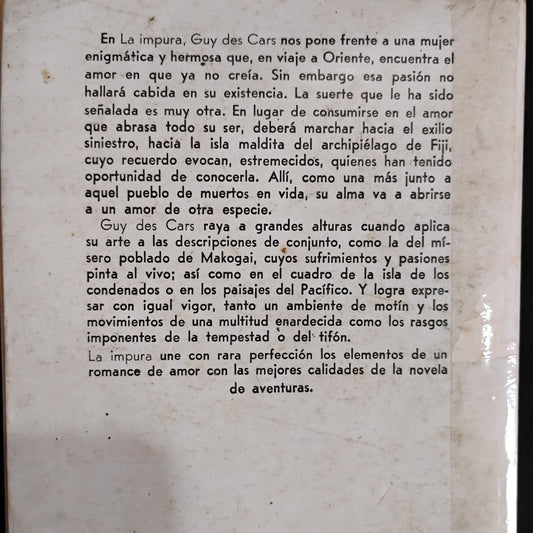 En La impura, Guy des Cars nos pone frente a una mujer
enigmática y hermosa que, en viaje a Oriente, encuentra el
amor en que ya no creía. Sin embargo esa pasión no
hallará cabida en su existencia. La suerte que le ha sido
señalada es muy otra. En lugar de consumirse en el amor
que abrasa todo su ser, deberá marchar hacia el exilio
siniestro, hacia la isla maldita del archipiélago de Fiji,
cuyo recuerdo evocan, estremecidos, quienes han tenido
oportunidad de conocerla. Allí, como una más junto a
aquel pueblo de muertos en vida, su alma va a abrirse
a un amor de otra especie.
Guy des Cars raya a grandes alturas cuando aplica
su arte a las descripciones de conjunto, como la del mí-
sero poblado de Makogai, cuyos sufrimientos y pasiones
pinta al vivo; así como en el cuadro de la isla de los
condenados o en los paisajes del Pacífico. Y logra expre-
sar con igual vigor, tanto un ambiente de motín y los
movimientos de una multitud enardecida como los rasgos
imponentes de la tempestad o del tifón.
La impura une con rara perfección los elementos de un
romance de amor con las mejores calidades de la novela
de aventuras.